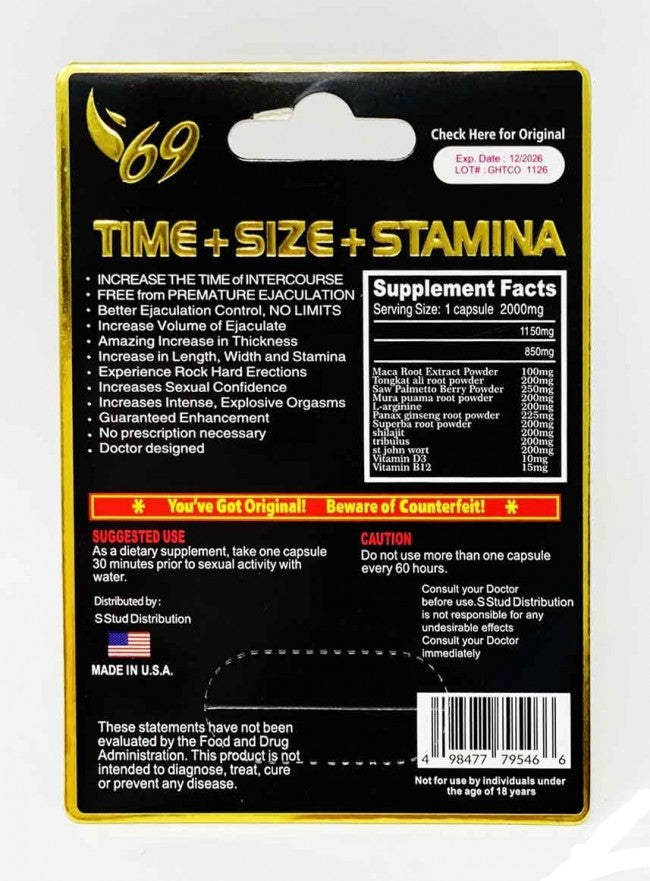 69
Check Here for Original
Exp. Date : 12/2026
LOT# : GHTCO 1126
TIME + SIZE + STAMINA
· INCREASE THE TIME of INTERCOURSE
· FREE from PREMATURE EJACULATION
· Better Ejaculation Control, NO LIMITS
· Increase Volume of Ejaculate
· Amazing Increase in Thickness
· Increase in Length, Width and Stamina
· Experience Rock Hard Erections
· Increases Sexual Confidence
· Increases Intense, Explosive Orgasms
· Guaranteed Enhancement
· No prescription necessary
· Doctor designed
Supplement Facts
Serving Size: 1 capsule 2000mg
1150mg
850mg
Maca Root Extract Powder 100mg
Tongkat ali root powder 200mg
Saw Palmetto Berry Powder 250mg
Mura puama root powder 200mg
L-arginine 200mg
Panax ginseng root powder 225mg
Superba root powder 200mg
shilajit 200mg
tribulus 200mg
st john wort 200mg
Vitamin D3 10mg
Vitamin B12 15mg
* You've Got Original! Beware of Counterfeit! *
SUGGESTED USE
As a dietary supplement, take one capsule
30 minutes prior to sexual activity with
water.
CAUTION
Do not use more than one capsule
every 60 hours.
Distributed by:
SStud Distribution
MADE IN U.S.A.
Consult your Doctor
before use.SStud Distribution
is not responsible for any
undesirable effects
Consult your Doctor
immediately
These statements have not been
evaluated by the Food and Drug
Administration. This product is not
intended to diagnose, treat, cure
or prevent any disease.
4 98477 79546 6
Not for use by individuals under
the age of 18 years